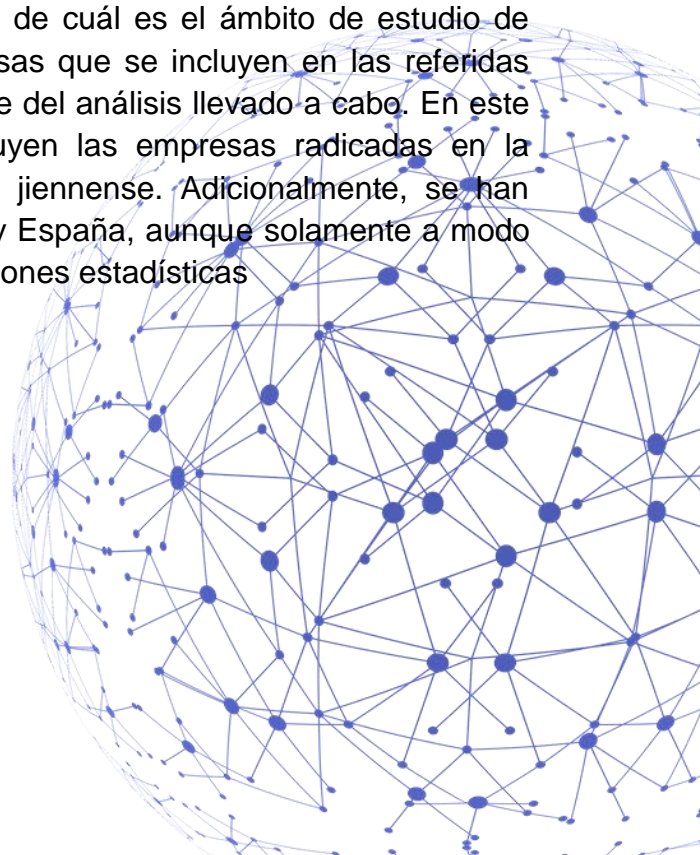 de cuál es el ámbito de estudio de
sas que se incluyen en las referidas
e del análisis llevado a cabo. En este
uyen las empresas radicadas en la
jiennense. Adicionalmente, se han
y España, aunque solamente a modo
ones estadísticas